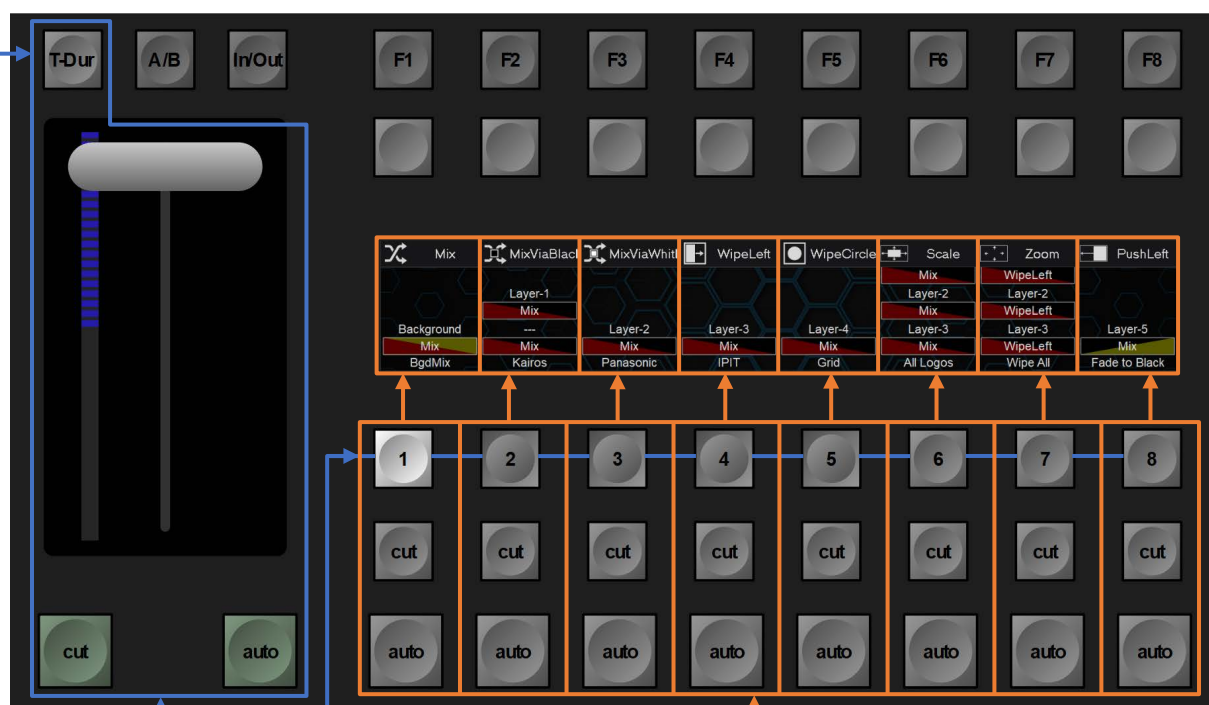 T-Dur A/B In/Out F1 F2 F3 F4 F5 F6 F7 F8
Mix MixViaBlac MixViaWhit WipeLeft WipeCircle Scale Zoom PushLeft
Mix WipeLeft
Layer-1 Layer-2 Layer-2
Mix Mix WipeLeft
Background --- Layer-2 Layer-3 Layer-4 Layer-3 Layer-3 Layer-5
Mix Mix Mix Mix Mix Mix WipeLeft Mix
BgdMix Kairos Panasonic IPIT Grid All Logos Wipe All Fade to Black
1 2 3 4 5 6 7 8
cut cut cut cut cut cut cut cut
cut auto auto auto auto auto auto auto auto auto